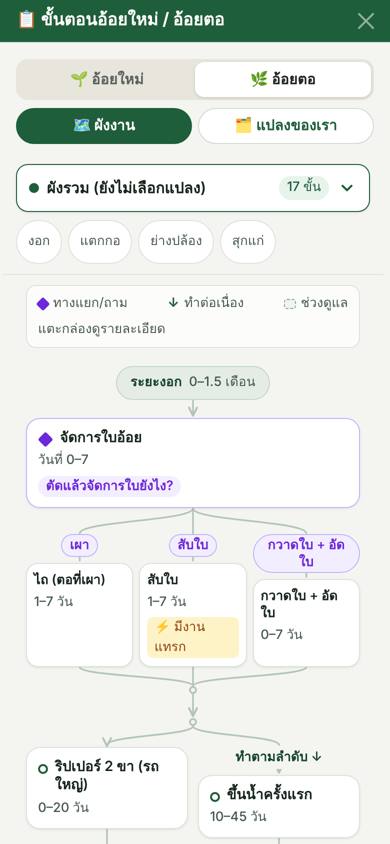 📋 ขั้นตอนอ้อยใหม่ / อ้อยตอ
🌱 อ้อยใหม่
🌿 อ้อยตอ
🗺️ ผังงาน
🗂️ แปลงของเรา
ผังรวม (ยังไม่เลือกแปลง)
17 ขั้น
งอก
แตกกอ
ย่างปล้อง
สุกแก่
ทางแยก/ถาม
↓ ทำต่อเนื่อง
ช่วงดูแล
แตะกล่องดูรายละเอียด
ระยะงอก 0–1.5 เดือน
จัดการใบอ้อย
วันที่ 0–7
ตัดแล้วจัดการใบยังไง?
เผา
สับใบ
กวาดใบ + อัด
ใบ
ไถ (ตอที่เผา)
1–7 วัน
สับใบ
1–7 วัน
⚡ มีงาน
แทรก
กวาดใบ + อัด
ใบ
0–7 วัน
ริปเปอร์ 2 ขา (รถ
ใหญ่)
0–20 วัน
ทำตามลำดับ ↓
ขึ้นน้ำครั้งแรก
10–45 วัน